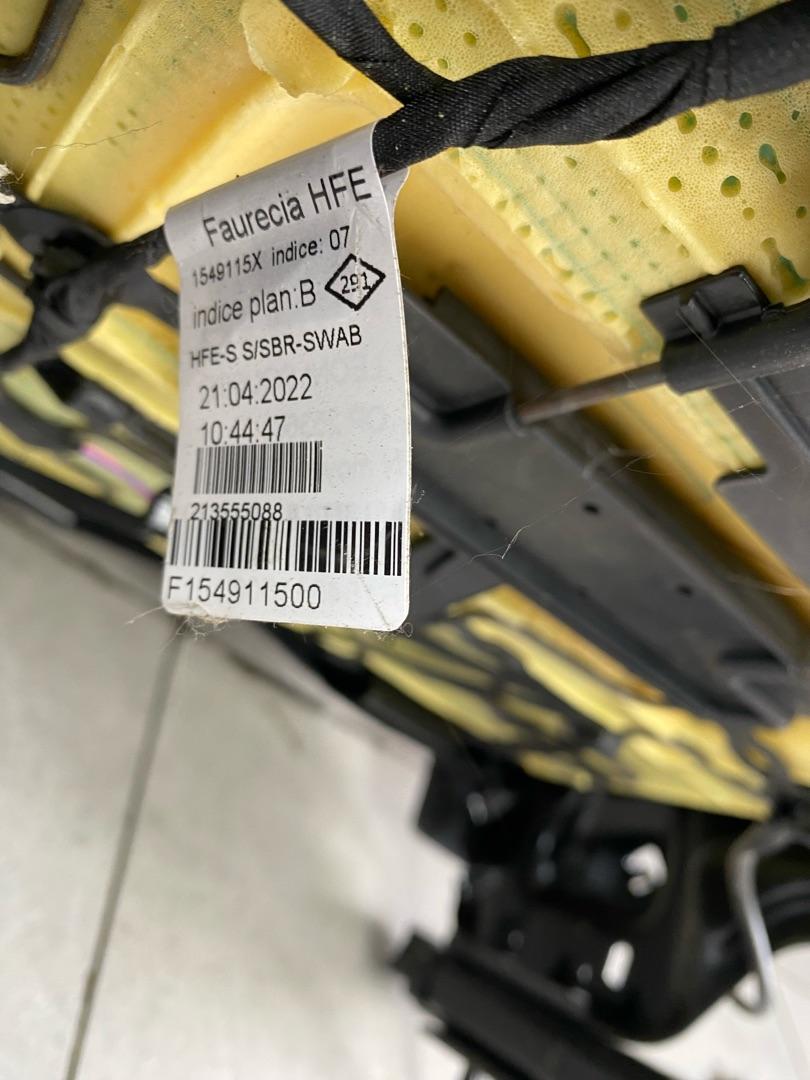 Faurecia HFE
1549115X indice: 07
indice plan:B 291
HFE-S S/SBR-SWAB
21:04:2022
10:44:47
213555088
F154911500